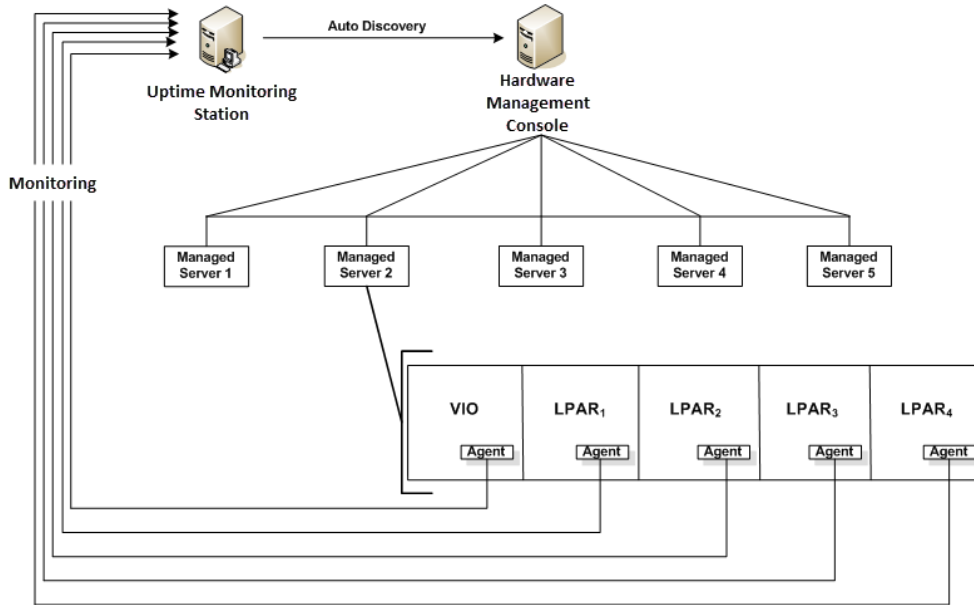 Auto Discovery
Uptime Monitoring
Station
Hardware
Management
Console
Monitoring
Managed
Server 1
Managed
Server 2
Managed
Server 3
Managed
Server 4
Managed
Server 5
VIO
LPAR₁
LPAR₂
LPAR₃
LPAR₄
Agent
Agent
Agent
Agent
Agent